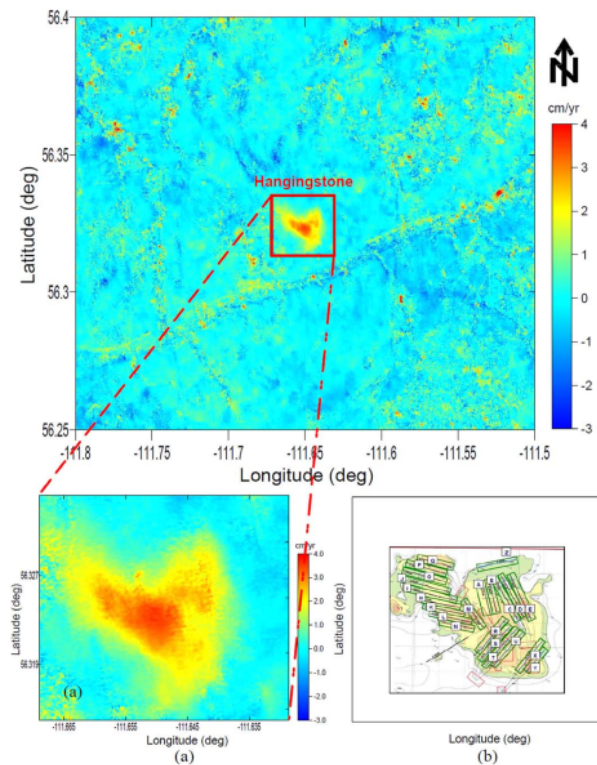 56.4
56.35
56.3
56.25
Latitude (deg)
Hangingstone
N
cm/yr
4
3
2
1
0
-1
-2
-3
-111.8
-111.75
-111.7
-111.65
-111.6
-111.55
-111.5
Longitude (deg)
cm/yr
4.0
3.0
2.0
1.0
0.0
-1.0
-2.0
-3.0
Latitude (deg)
56.327
56.319
(a)
-111.665
-111.655
-111.645
-111.635
Longitude (deg)
(a)
Latitude (deg)
Z
Q
P
O
J
I
H
K
L
N
M
A
B
C
D
E
Longitude (deg)
(b)